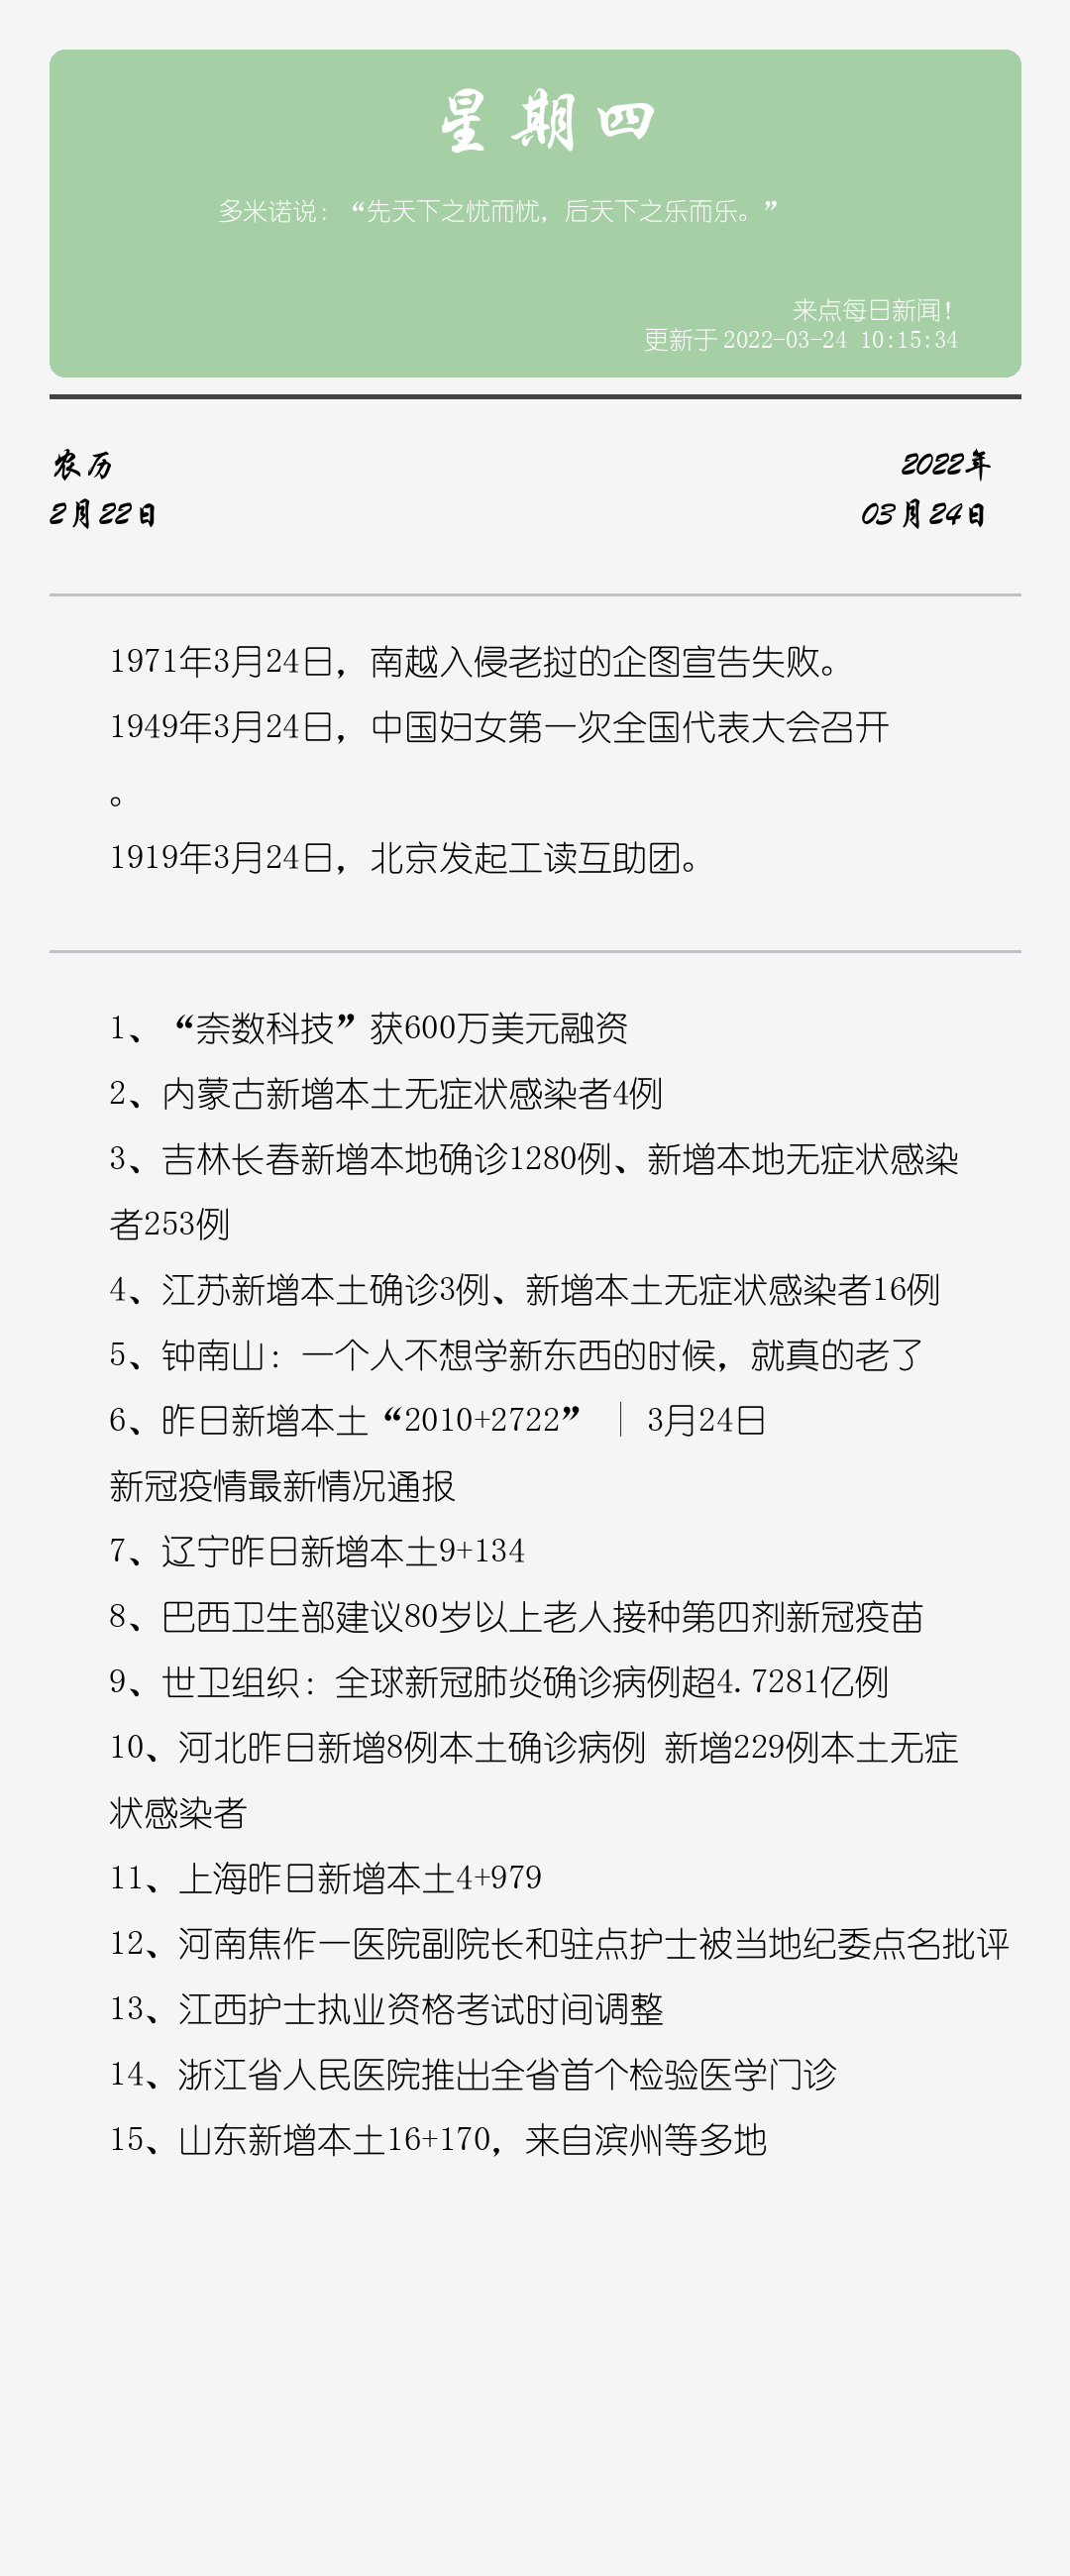 星期四
多米诺说：“先天下之忧而忧，后天下之乐而乐。”
来点每日新闻！
更新于 2022-03-24 10:15:34
农历
2022年
2月22日
03月24日
1971年3月24日，南越入侵老挝的企图宣告失败。
1949年3月24日，中国妇女第一次全国代表大会召开
。
1919年3月24日，北京发起工读互助团。
1、“奈数科技”获600万美元融资
2、内蒙古新增本土无症状感染者4例
3、吉林长春新增本地确诊1280例、新增本地无症状感染
者253例
4、江苏新增本土确诊3例、新增本土无症状感染者16例
5、钟南山：一个人不想学新东西的时候，就真的老了
6、昨日新增本土“2010+2722”｜ 3月24日
新冠疫情最新情况通报
7、辽宁昨日新增本土9+134
8、巴西卫生部建议80岁以上老人接种第四剂新冠疫苗
9、世卫组织：全球新冠肺炎确诊病例超4.7281亿例
10、河北昨日新增8例本土确诊病例 新增229例本土无症
状感染者
11、上海昨日新增本土4+979
12、河南焦作一医院副院长和驻点护士被当地纪委点名批评
13、江西护士执业资格考试时间调整
14、浙江省人民医院推出全省首个检验医学门诊
15、山东新增本土16+170，来自滨州等多地